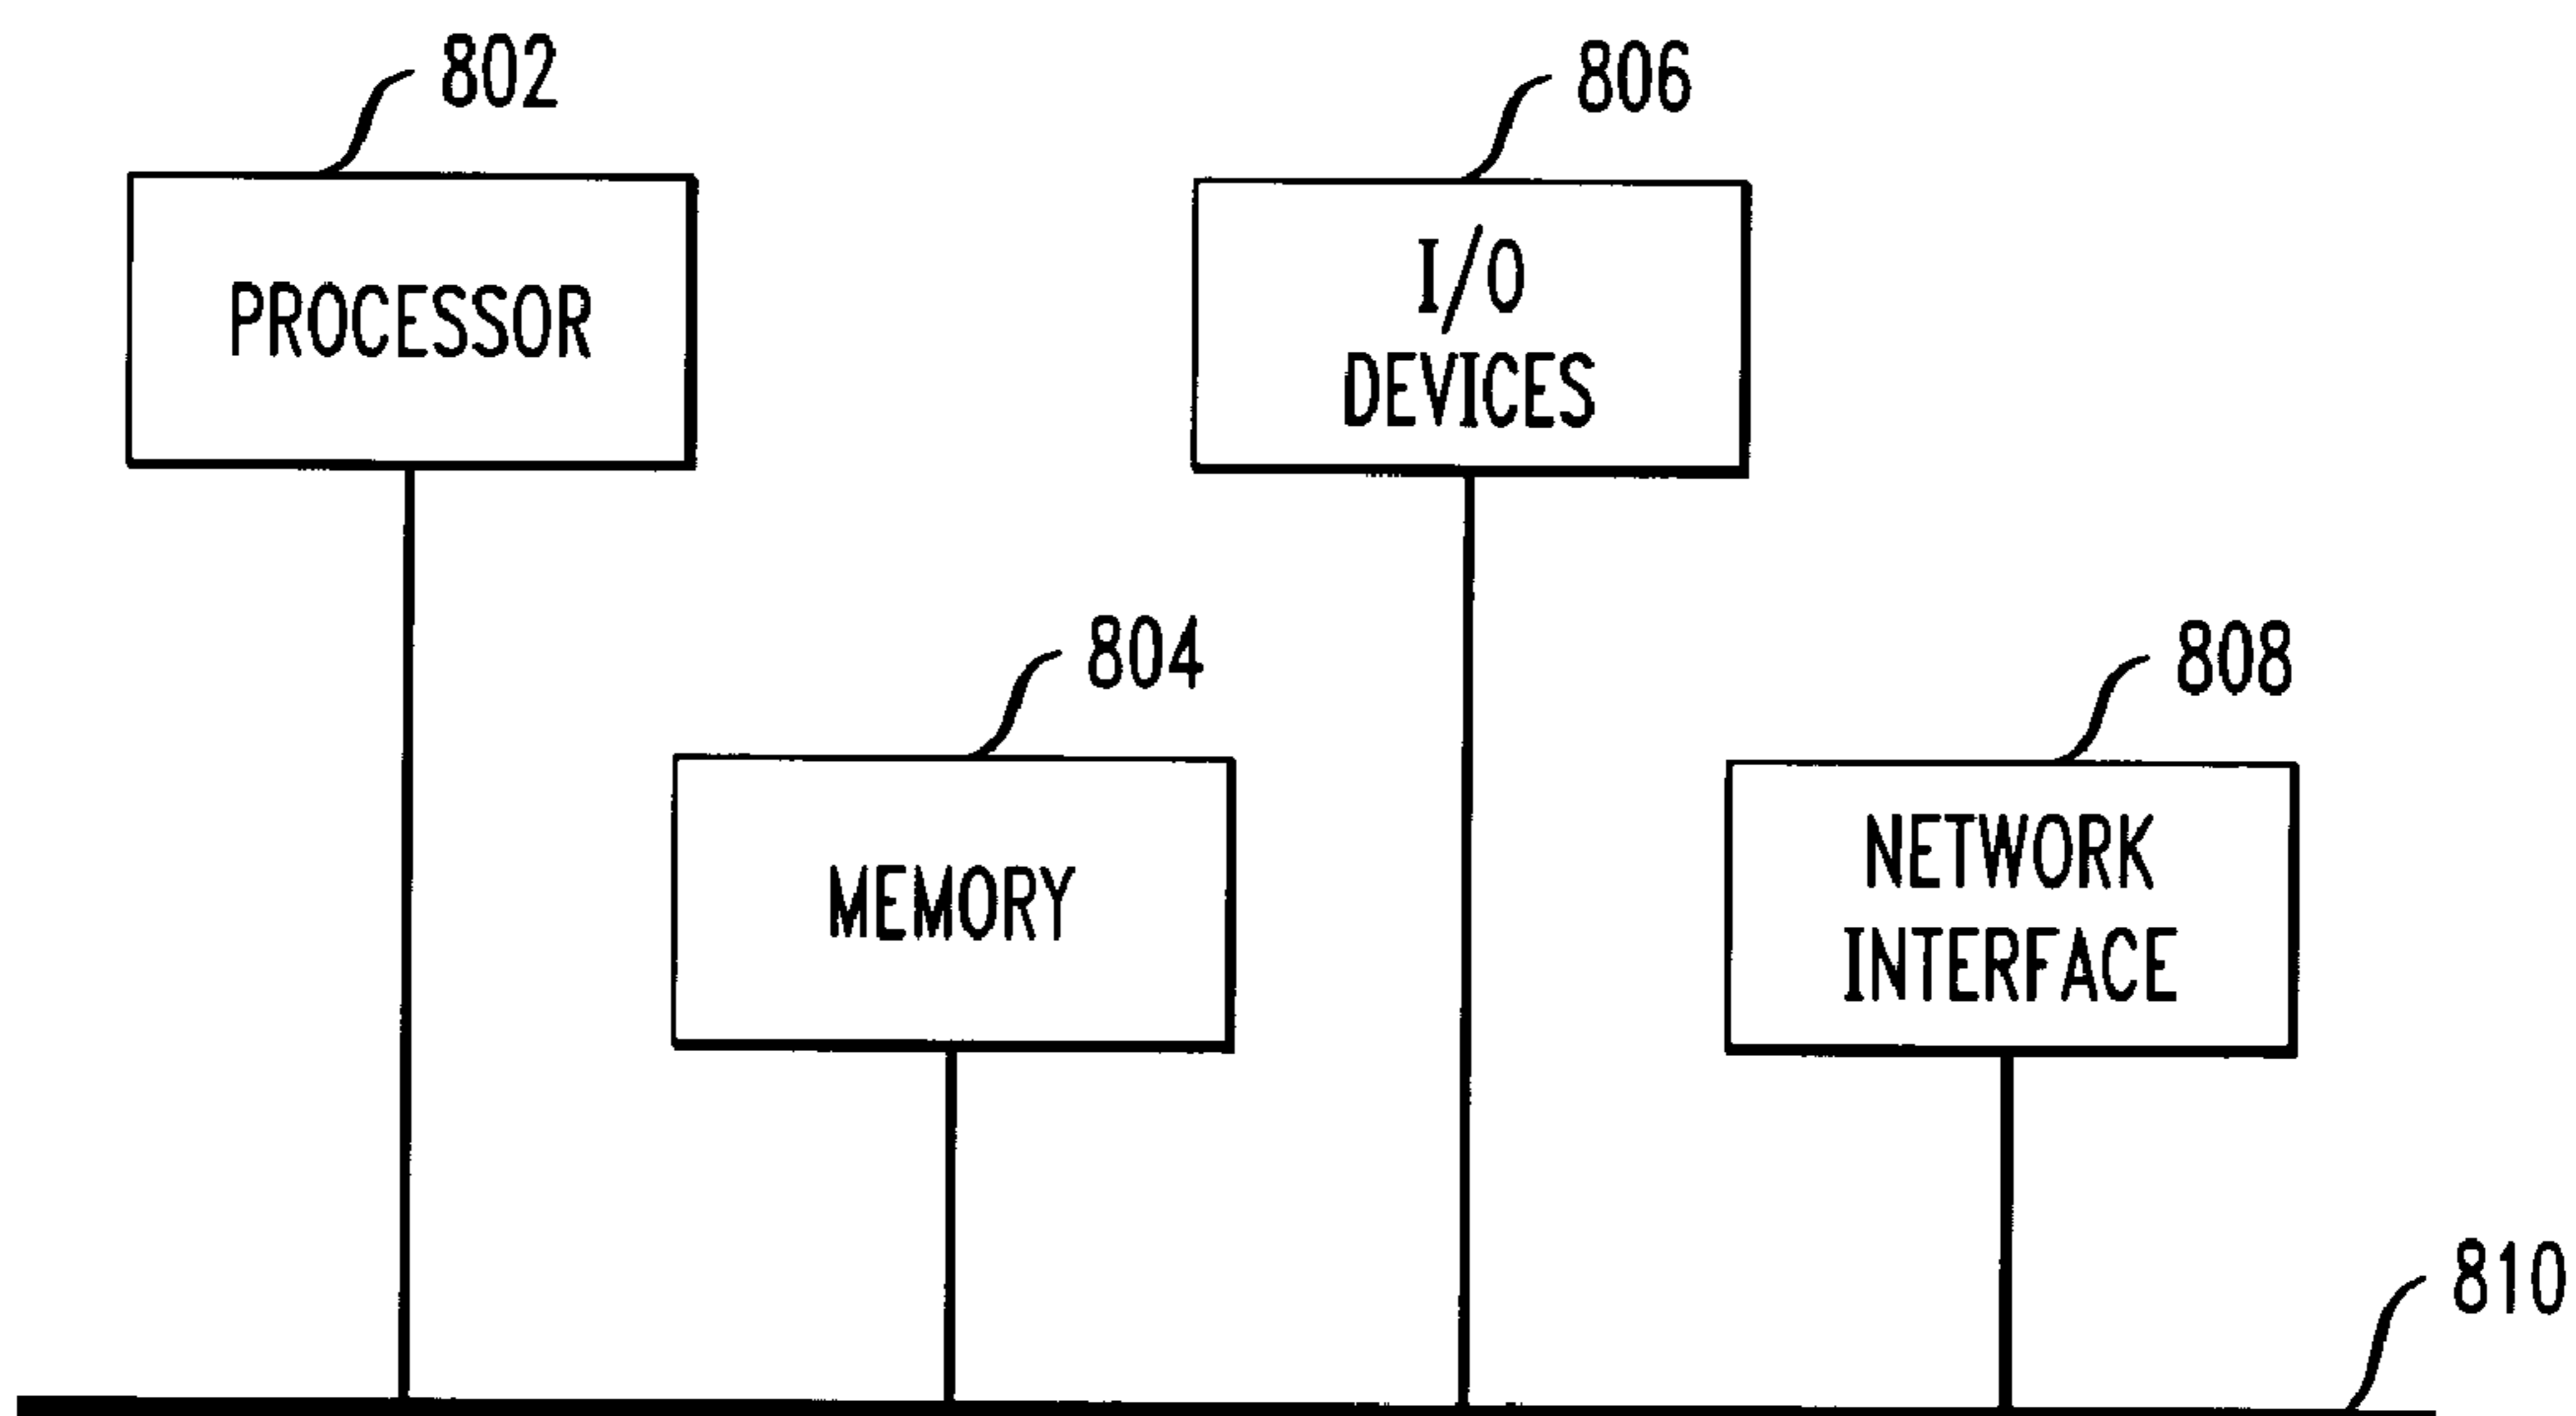 802
806
PROCESSOR
I/O
DEVICES
804
808
MEMORY
NETWORK
INTERFACE
810